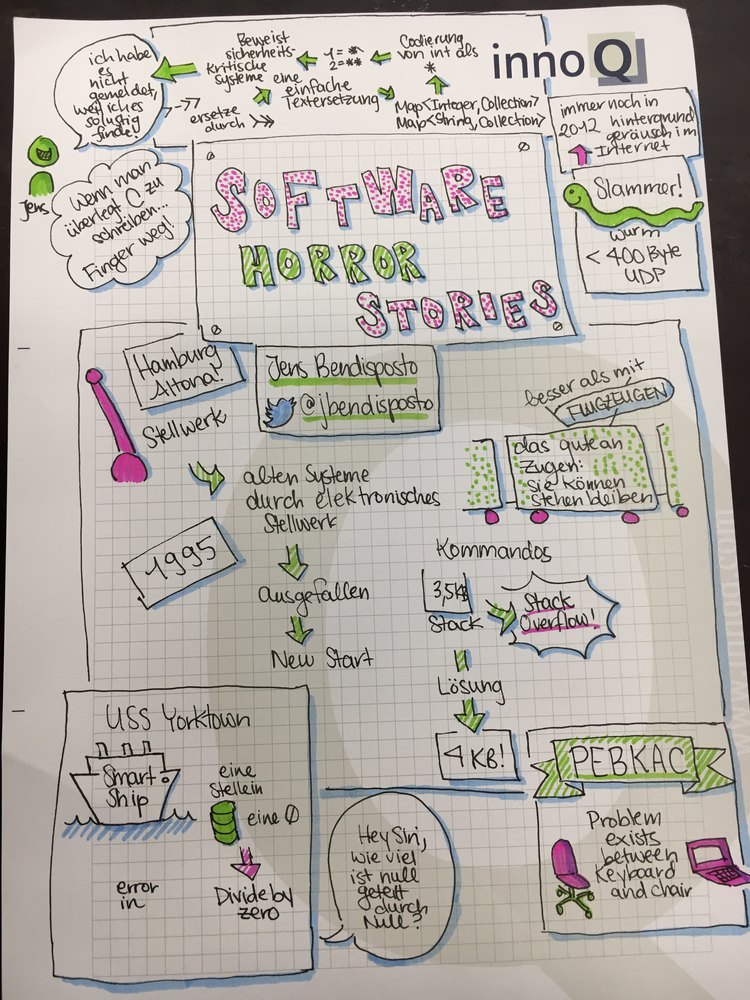 ich habe
es
nicht
gemeldet,
weil ich es
so lustig
finde!
Jens
Beweist
sicherheits-
kritische
systeme eine
einfache
Textersetzung
->>
ersetze
durch >>>
1 = *
2 = **
Codierung
von int als
*
Map<Integer, Collection>
Map<String, Collection>
innoQ
immer noch in
2012 hintergrund
geräusch im
Internet
Slammer!
Wurm
< 400 Byte
UDP
Wenn man
überlegt C zu
schreiben...
Finger weg!
SOFTWARE
HORROR
STORIES
Hamburg
Altona!
Stellwerk
Jens Bendisposto
@jbendisposto
besser als mit
FLUGZEUGEN
das gute an
Zügen:
sie können
stehen bleiben
alten Systeme
durch elektronisches
Stellwerk
1995
ausgefallen
New Start
Kommandos
Stack
Stack
Overflow!
Lösung
4 KB!
USS Yorktown
Smart
Ship
eine
Stelle in
eine 0
error
in
Divide by
zero
Hey Siri,
wie viel
ist null
geteilt
durch
Null?
PEBKAC
Problem
exists
between
Keyboard
and chair